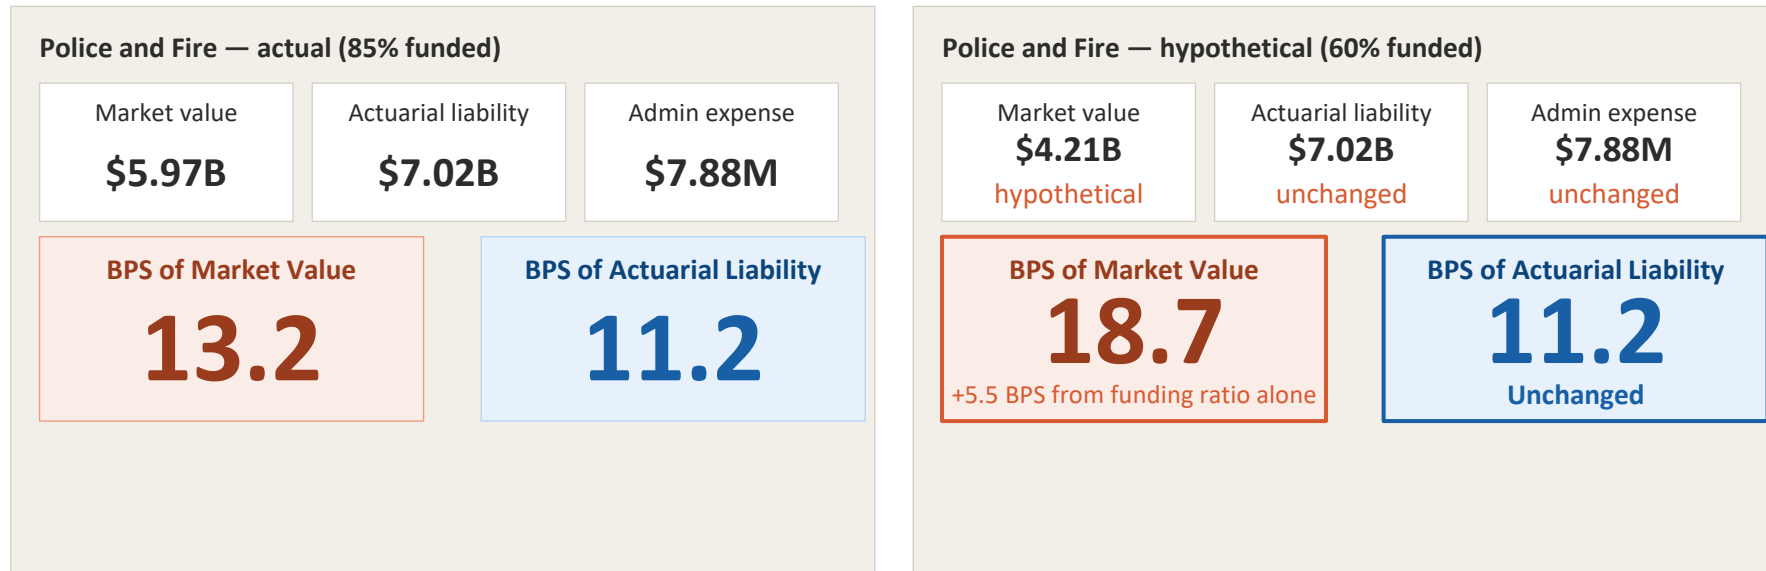 Police and Fire — actual (85% funded)
Market value
$5.97B
Actuarial liability
$7.02B
Admin expense
$7.88M
BPS of Market Value
13.2
BPS of Actuarial Liability
11.2
Police and Fire — hypothetical (60% funded)
Market value
$4.21B
hypothetical
Actuarial liability
$7.02B
unchanged
Admin expense
$7.88M
unchanged
BPS of Market Value
18.7
+5.5 BPS from funding ratio alone
BPS of Actuarial Liability
11.2
Unchanged